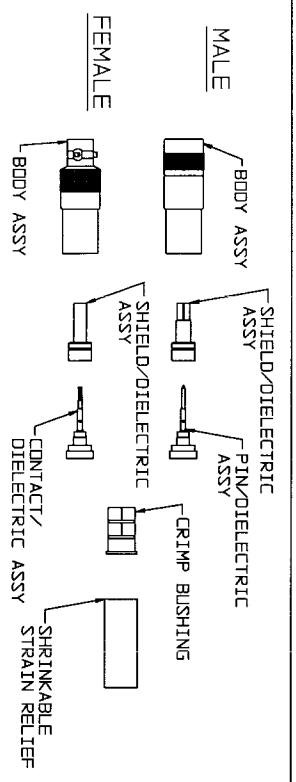 MALE
BODY ASSY
SHIELD/DIELECTRIC
ASSY
PIN/DIELECTRIC
ASSY
CRIMP BUSHING
SHRINKABLE
STRAIN RELIEF
FEMALE
BODY ASSY
SHIELD/DIELECTRIC
ASSY
CONTACT/
DIELECTRIC ASSY